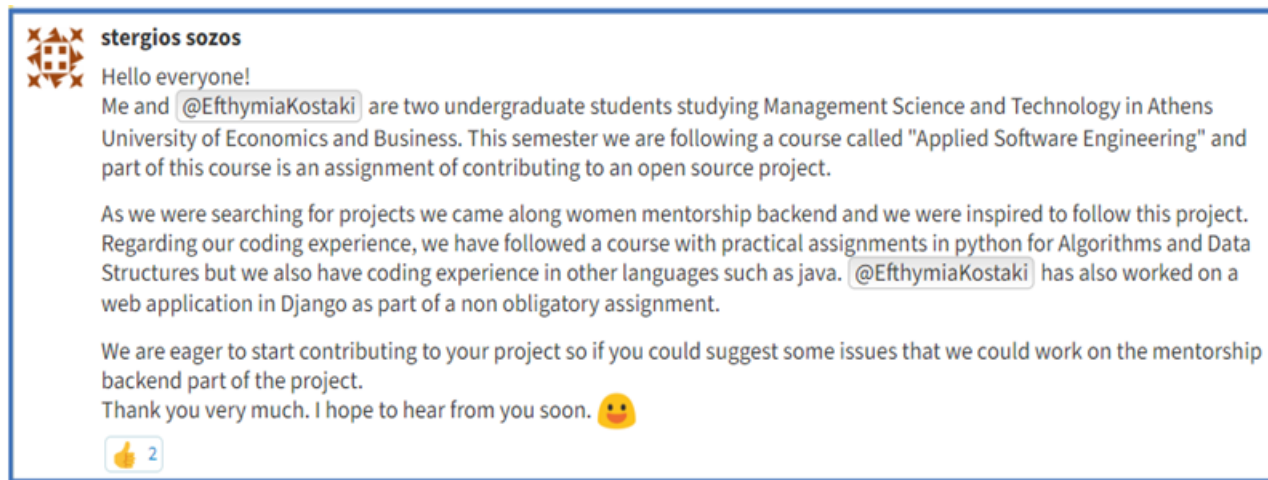 stergios sozos
Hello everyone!
Me and @EfthymiaKostaki are two undergraduate students studying Management Science and Technology in Athens
University of Economics and Business. This semester we are following a course called "Applied Software Engineering" and
part of this course is an assignment of contributing to an open source project.
As we were searching for projects we came along women mentorship backend and we were inspired to follow this project.
Regarding our coding experience, we have followed a course with practical assignments in python for Algorithms and Data
Structures but we also have coding experience in other languages such as java. @EfthymiaKostaki has also worked on a
web application in Django as part of a non obligatory assignment.
We are eager to start contributing to your project so if you could suggest some issues that we could work on the mentorship
backend part of the project.
Thank you very much. I hope to hear from you soon. 😃
👍 2